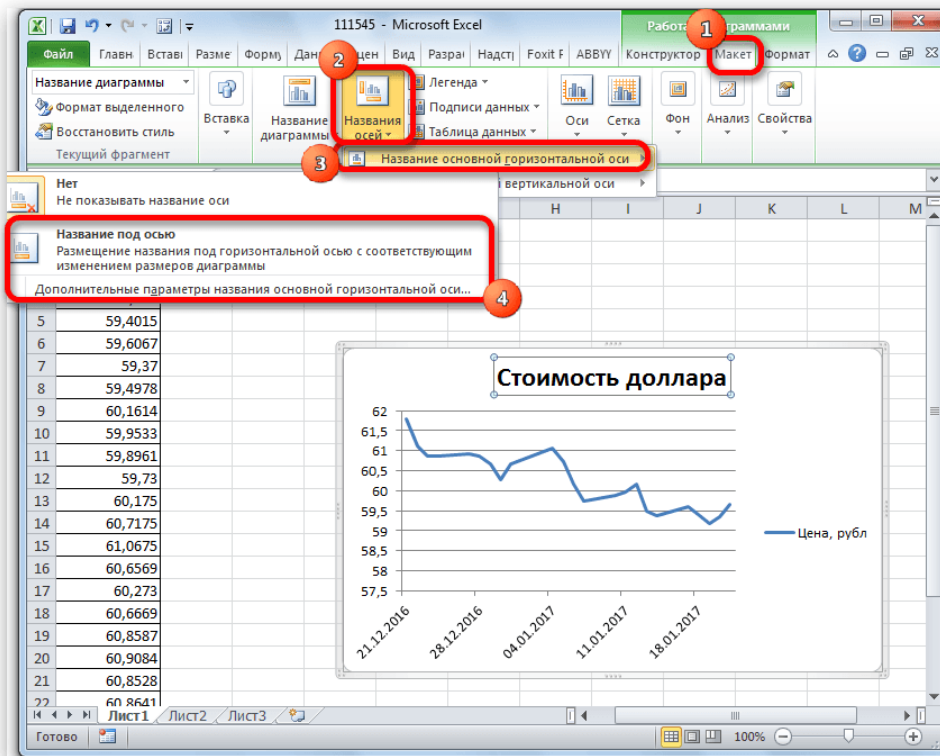 111545 - Microsoft Excel
1
Файл Главн Вставі Разме Форму Дан Вид Разраі Надстр Foxit F ABBYY Конструктор Макет Формат
2
Название диаграммы
Формат выделенного
Восстановить стиль
Текущий фрагмент
Вставка
Название диаграммы
Названия осей
Легенда
Подписи данных
Таблица данных
Оси
Сетка
Фон
Анализ
Свойства
3
Название основной горизонтальной оси
вертикальной оси
Нет
Не показывать название оси
Название под осью
Размещение названия под горизонтальной осью с соответствующим
изменением размеров диаграммы
Дополнительные параметры названия основной горизонтальной оси...
4
H I J K L M
5 59,4015
6 59,6067
7 59,37
8 59,4978
9 60,1614
10 59,9533
11 59,8961
12 59,73
13 60,175
14 60,7175
15 61,0675
16 60,6569
17 60,273
18 60,6669
19 60,8587
20 60,9084
21 60,8528
22 60,8641
Стоимость доллара
62
61,5
61
60,5
60
59,5
59
58,5
58
57,5
21.12.2016 28.12.2016 04.01.2017 11.01.2017 18.01.2017
Цена, рубл
Лист1 Лист2 Лист3
Готово
100%